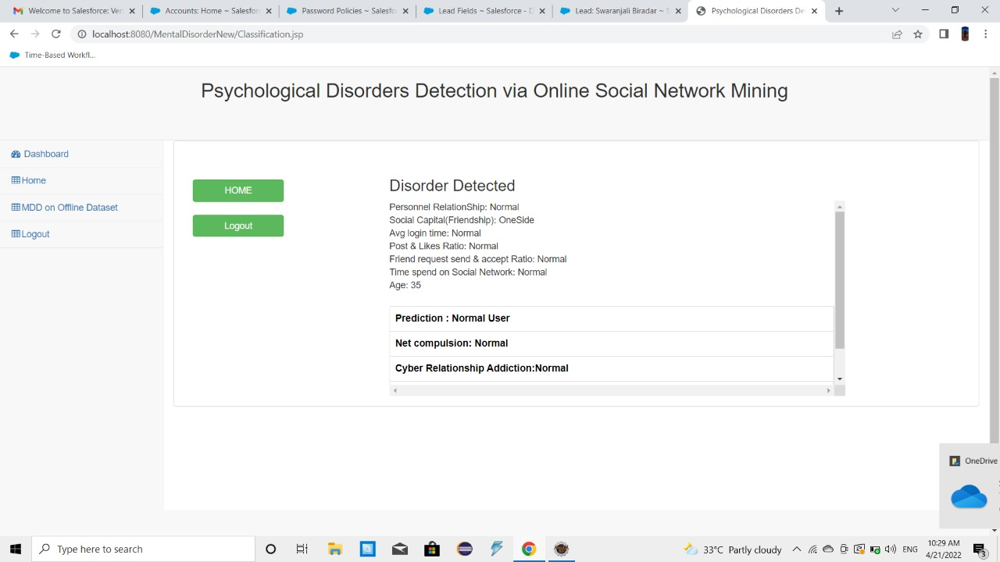 Welcome to Salesforce: Ver
Accounts: Home ~ Salesfor
Password Policies ~ Salesfo
Lead Fields ~ Salesforce - D
Lead: Swaranjali Biradar ~ S
Psychological Disorders De
localhost:8080/MentalDisorderNew/Classification.jsp
Time-Based Workfl...
Psychological Disorders Detection via Online Social Network Mining
Dashboard
Home
MDD on Offline Dataset
Logout
HOME
Logout
Disorder Detected
Personnel RelationShip: Normal
Social Capital(Friendship): OneSide
Avg login time: Normal
Post & Likes Ratio: Normal
Friend request send & accept Ratio: Normal
Time spend on Social Network: Normal
Age: 35
Prediction : Normal User
Net compulsion: Normal
Cyber Relationship Addiction:Normal
OneDrive
Type here to search
33°C Partly cloudy
ENG
10:29 AM
4/21/2022
3